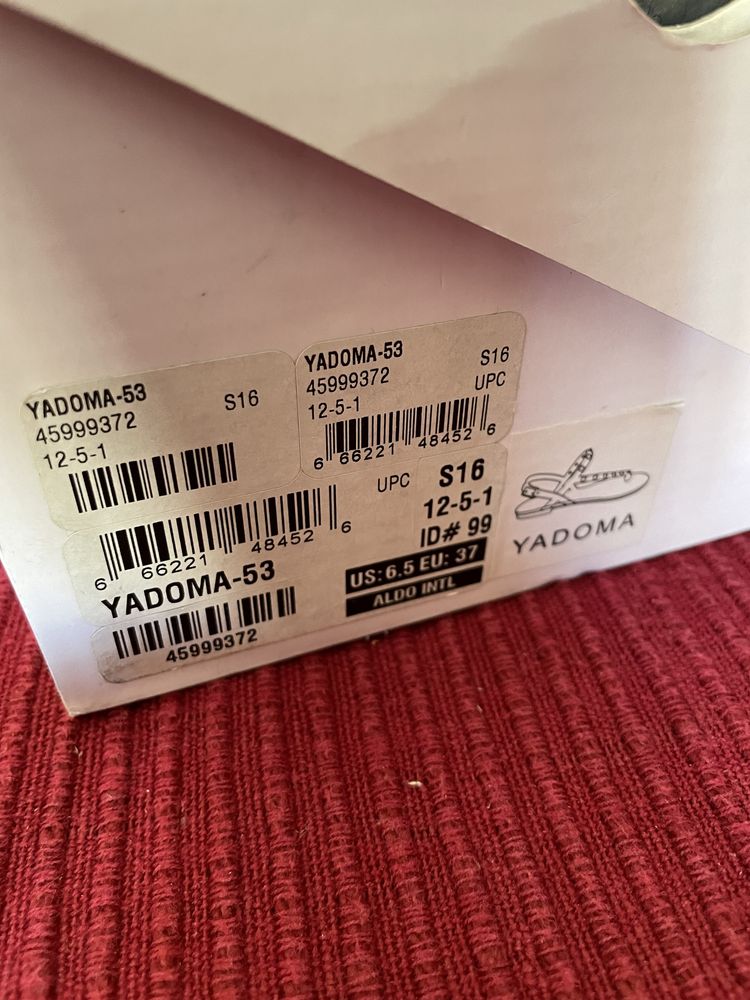 YADOMA-53
S16
45999372
12-5-1
YADOMA-53
S16
45999372
UPC
12-5-1
6 66221 48452 6
UPC
S16
12-5-1
ID# 99
6 66221 48452 6
YADOMA-53
US: 6.5 EU: 37
ALDO INTL
45999372
YADOMA